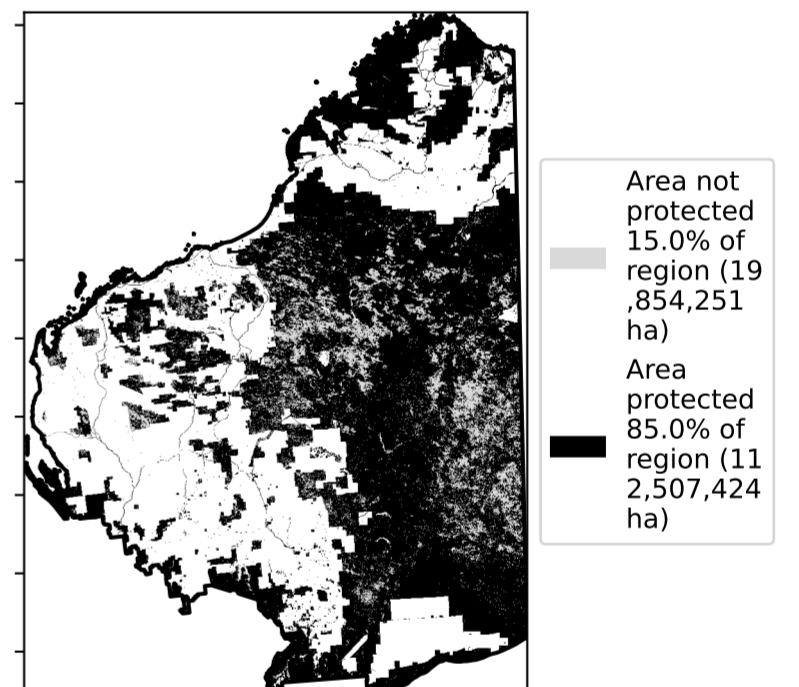 Area not
protected
15.0% of
region (19
,854,251
ha)
Area
protected
85.0% of
region (11
2,507,424
ha)